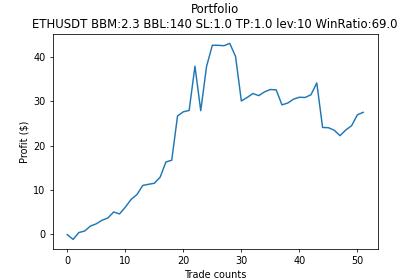 Portfolio
ETHUSDT BBM:2.3 BBL:140 SL:1.0 TP:1.0 lev:10 WinRatio:69.0
40
30
20
10
0
Profit ($)
0 10 20 30 40 50
Trade counts